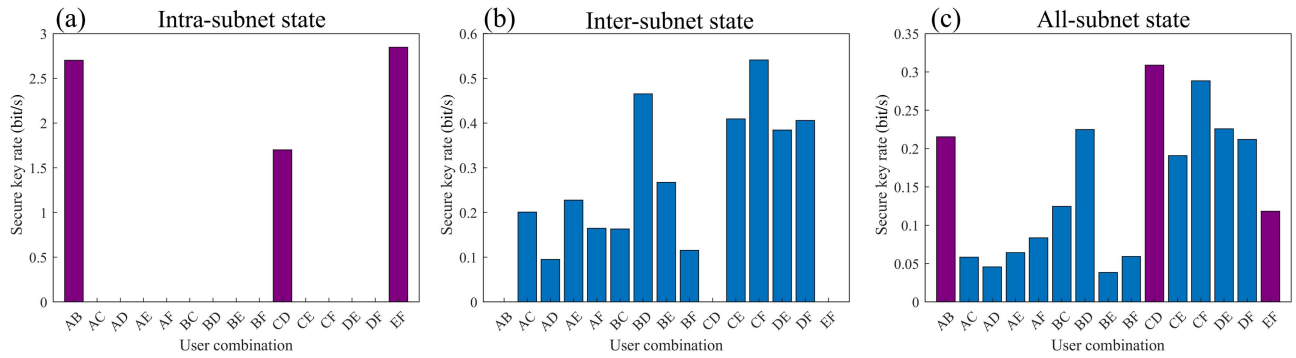 (a) Intra-subnet state
Secure key rate (bit/s)
3
2.5
2
1.5
1
0.5
0
AB AC AD AE AF BC BD BE BF CD CE CF DE DF EF
User combination
(b) Inter-subnet state
Secure key rate (bit/s)
0.6
0.5
0.4
0.3
0.2
0.1
0
AB AC AD AE AF BC BD BE BF CD CE CF DE DF EF
User combination
(c) All-subnet state
Secure key rate (bit/s)
0.35
0.3
0.25
0.2
0.15
0.1
0.05
0
AB AC AD AE AF BC BD BE BF CD CE CF DE DF EF
User combination